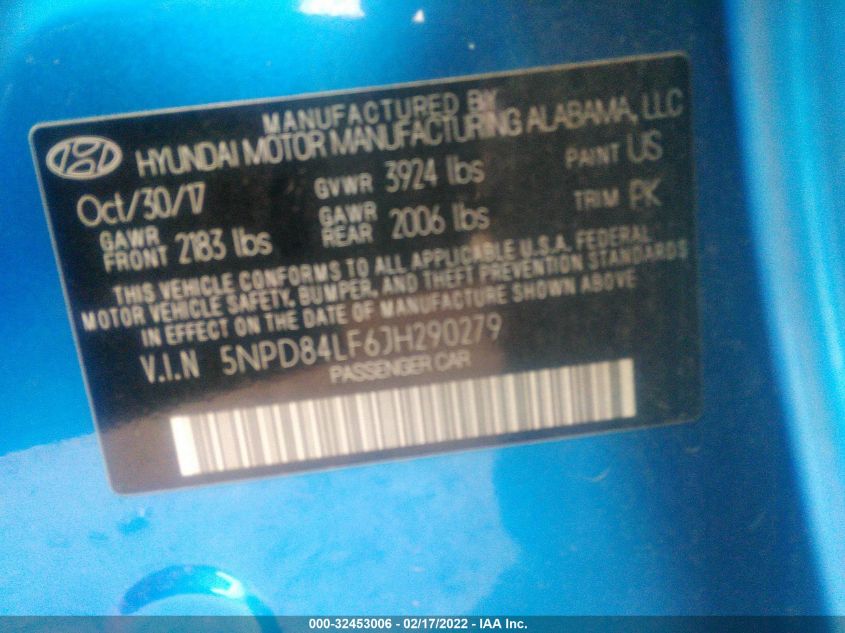 MANUFACTURED BY
HYUNDAI MOTOR MANUFACTURING ALABAMA, LLC
Oct/30/17 GVWR 3924 lbs PAINT US
GAWR FRONT 2183 lbs GAWR REAR 2006 lbs TRIM PK
THIS VEHICLE CONFORMS TO ALL APPLICABLE U.S.A. FEDERAL
MOTOR VEHICLE SAFETY, BUMPER, AND THEFT PREVENTION STANDARDS
IN EFFECT ON THE DATE OF MANUFACTURE SHOWN ABOVE
V.I.N 5NPD84LF6JH290279
PASSENGER CAR
000-32453006 - 02/17/2022 - IAA Inc.